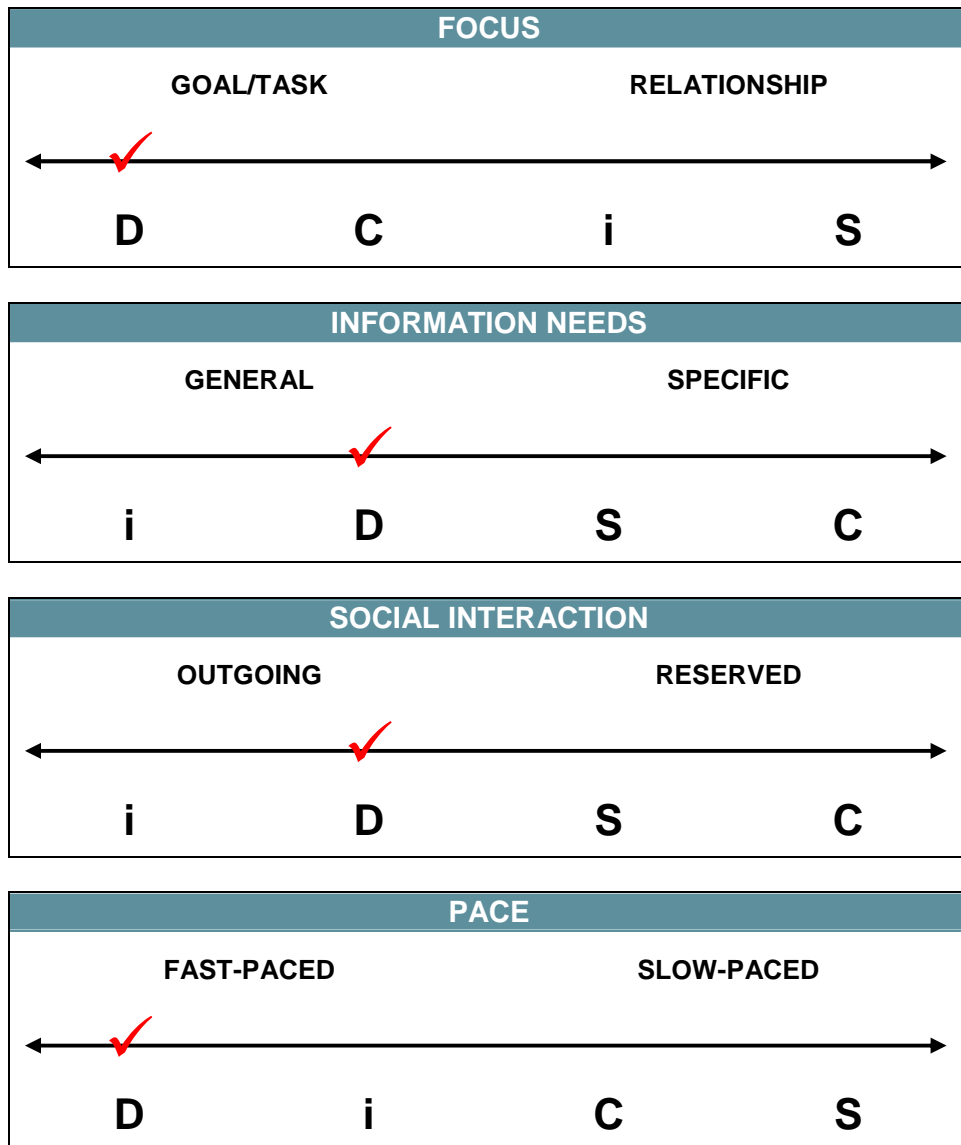 FOCUS
GOAL/TASK RELATIONSHIP
D C i S
INFORMATION NEEDS
GENERAL SPECIFIC
i D S C
SOCIAL INTERACTION
OUTGOING RESERVED
i D S C
PACE
FAST-PACED SLOW-PACED
D i C S